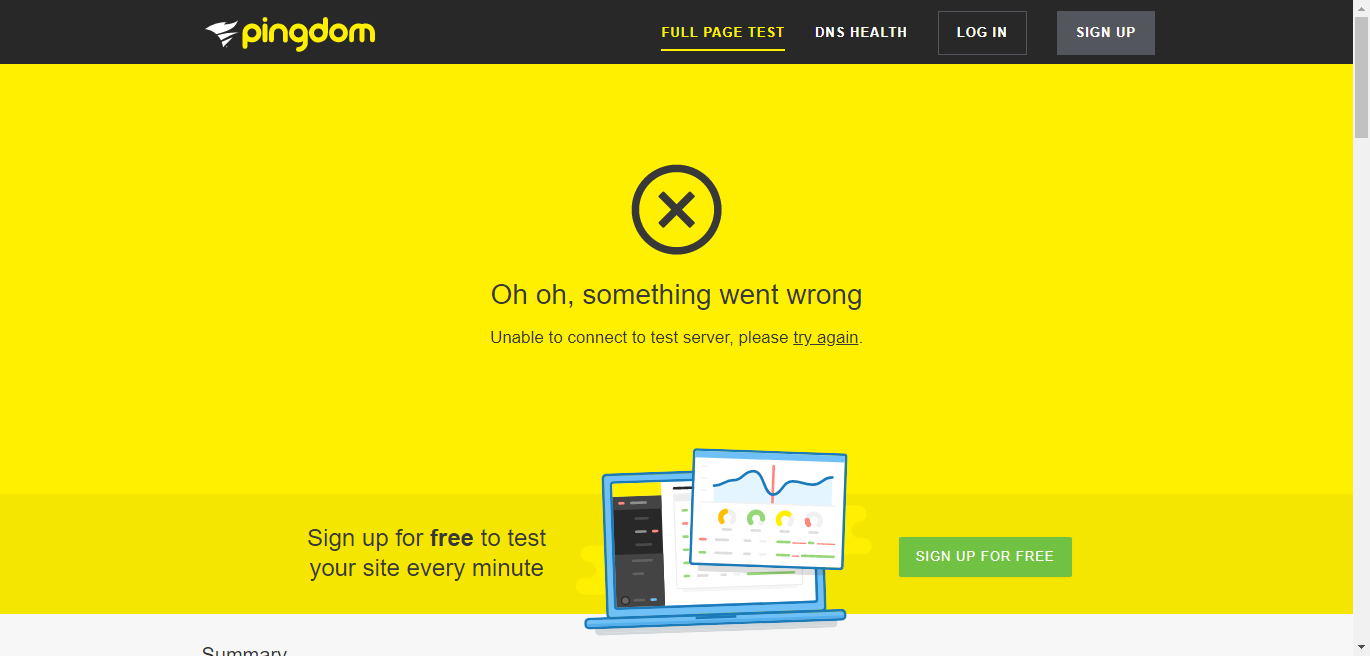 pingdom
FULL PAGE TEST
DNS HEALTH
LOG IN
SIGN UP
Oh oh, something went wrong
Unable to connect to test server, please try again.
Sign up for free to test
your site every minute
SIGN UP FOR FREE
Summary